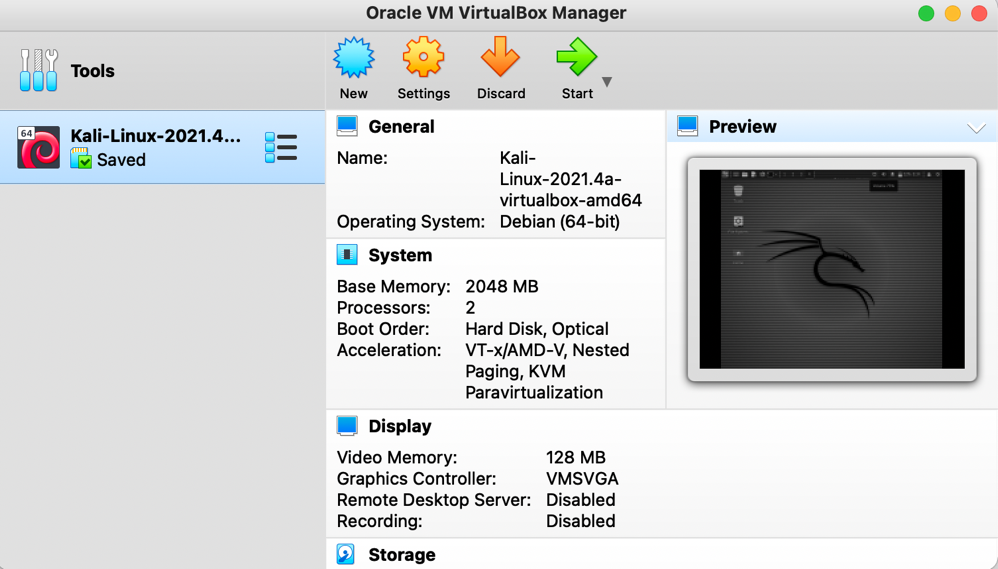 Oracle VM VirtualBox Manager
Tools
New
Settings
Discard
Start
64
Kali-Linux-2021.4...
Saved
General
Name:
Kali-
Linux-2021.4a-
virtualbox-amd64
Operating System: Debian (64-bit)
Preview
System
Base Memory: 2048 MB
Processors: 2
Boot Order: Hard Disk, Optical
Acceleration: VT-x/AMD-V, Nested
Paging, KVM
Paravirtualization
Display
Video Memory: 128 MB
Graphics Controller: VMSVGA
Remote Desktop Server: Disabled
Recording: Disabled
Storage